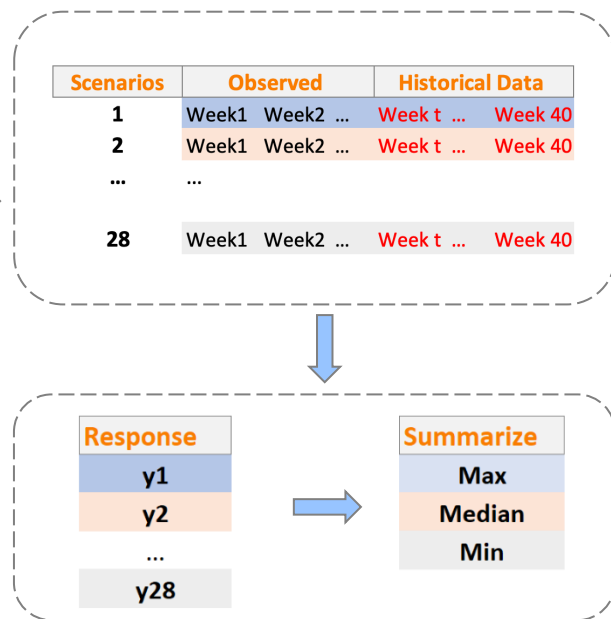 Scenarios Observed Historical Data
1 Week1 Week2 ... Week t ... Week 40
2 Week1 Week2 ... Week t ... Week 40
... ...
28 Week1 Week2 ... Week t ... Week 40
Response Summarize
y1 Max
y2 Median
... Min
y28